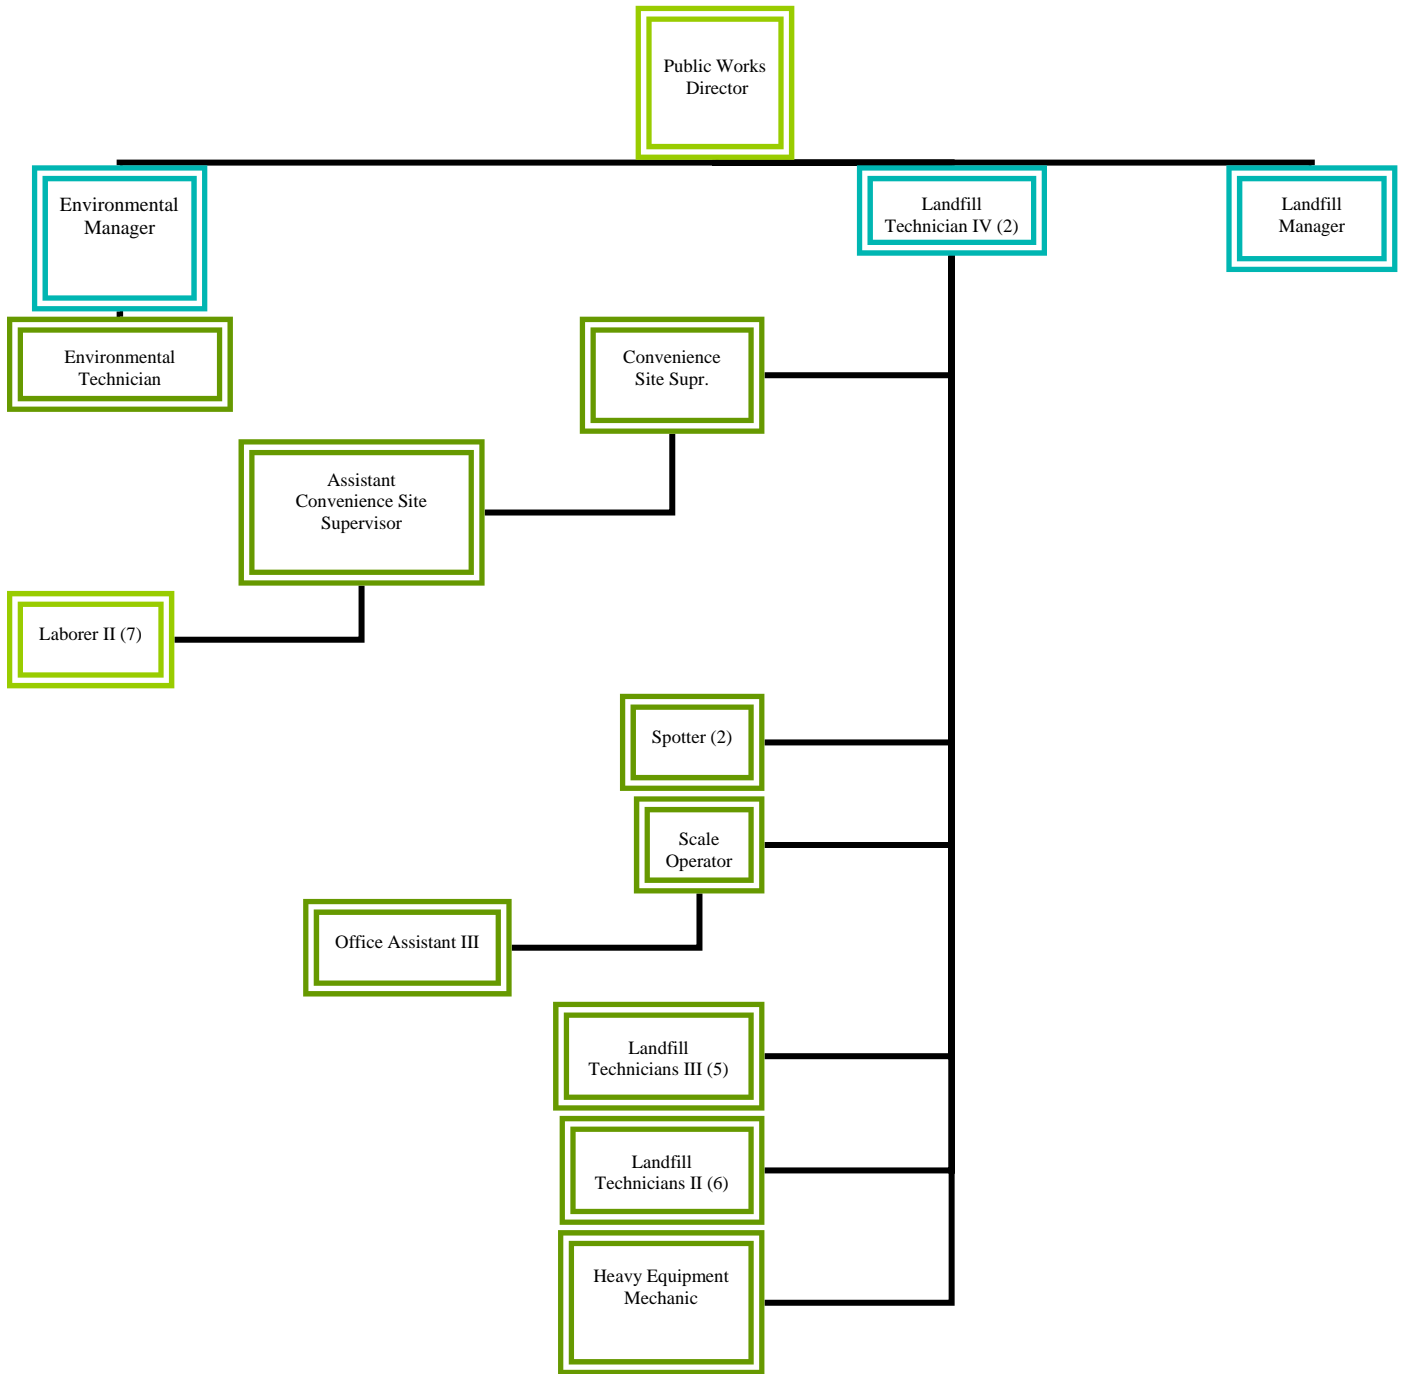 Public Works
Director
Environmental
Manager
Landfill
Technician IV (2)
Landfill
Manager
Environmental
Technician
Convenience
Site Supr.
Assistant
Convenience Site
Supervisor
Laborer II (7)
Spotter (2)
Scale
Operator
Office Assistant III
Landfill
Technicians III (5)
Landfill
Technicians II (6)
Heavy Equipment
Mechanic